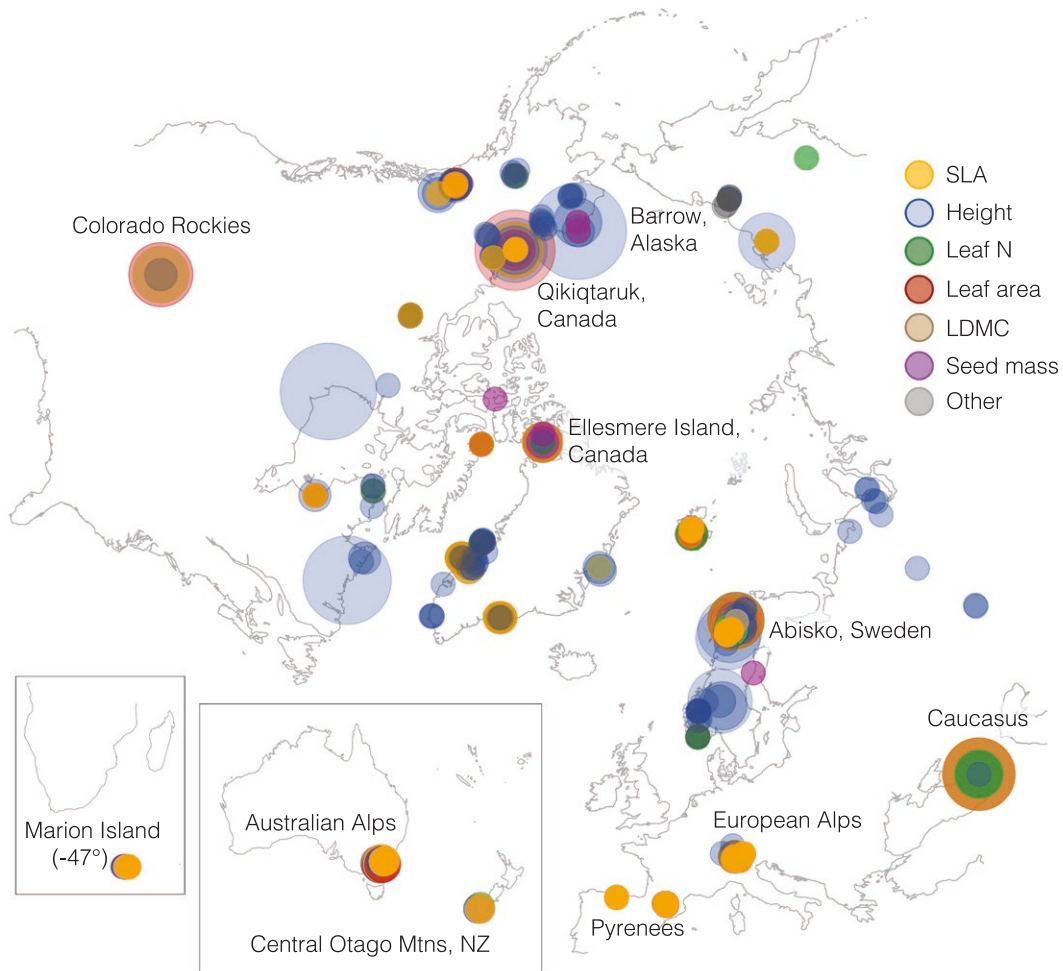 SLA
Height
Leaf N
Leaf area
LDMC
Seed mass
Other
Colorado Rockies
Barrow,
Alaska
Qikiqtaruk,
Canada
Ellesmere Island,
Canada
Abisko, Sweden
Caucasus
European Alps
Pyrenees
Marion Island
(-47°)
Australian Alps
Central Otago Mtns, NZ